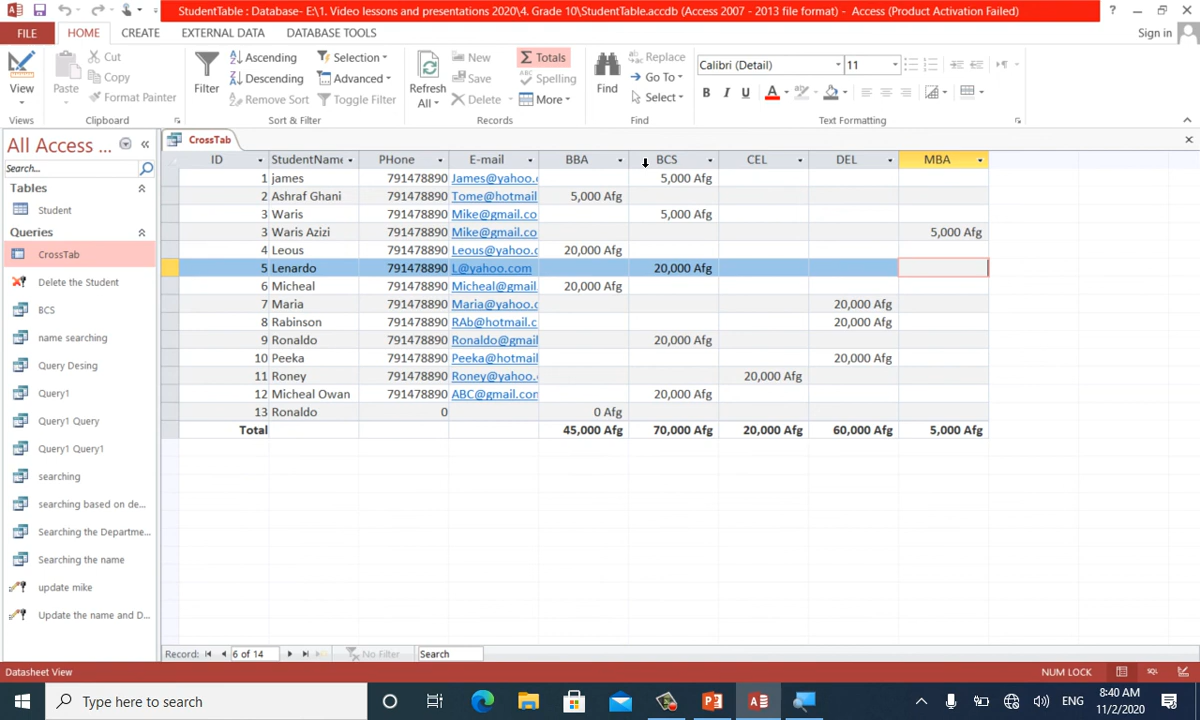 StudentTable : Database- E:\1. Video lessons and presentations 2020\4. Grade 10\StudentTable.accdb (Access 2007 - 2013 file format) - Access (Product Activation Failed)
FILE HOME CREATE EXTERNAL DATA DATABASE TOOLS Sign in
View Paste Cut Copy Format Painter
Filter Ascending Descending Remove Sort Selection Advanced Toggle Filter
Refresh All New Save Delete Totals Spelling More
Find Replace Go To Select
Calibri (Detail) 11
B I U A
Views Clipboard Sort & Filter Records Find Text Formatting
All Access ...
Search...
Tables
Student
Queries
CrossTab
Delete the Student
BCS
name searching
Query Desing
Query1
Query1 Query
Query1 Query1
searching
searching based on de...
Searching the Departme...
Searching the name
update mike
Update the name and D...
CrossTab
ID StudentName PHone E-mail BBA BCS CEL DEL MBA
1 james 791478890 James@yahoo. 5,000 Afg
2 Ashraf Ghani 791478890 Tome@hotmail 5,000 Afg
3 Waris 791478890 Mike@gmail.co 5,000 Afg
3 Waris Azizi 791478890 Mike@gmail.co 5,000 Afg
4 Leous 791478890 Leous@yahoo.c 20,000 Afg
5 Lenardo 791478890 L@yahoo.com 20,000 Afg
6 Micheal 791478890 Micheal@gmail. 20,000 Afg
7 Maria 791478890 Maria@yahoo.c 20,000 Afg
8 Rabinson 791478890 RAb@hotmail.c 20,000 Afg
9 Ronaldo 791478890 Ronaldo@gmail 20,000 Afg
10 Peeka 791478890 Peeka@hotmail 20,000 Afg
11 Roney 791478890 Roney@yahoo. 20,000 Afg
12 Micheal Owan 791478890 ABC@gmail.com 20,000 Afg
13 Ronaldo 0 0 Afg
Total 45,000 Afg 70,000 Afg 20,000 Afg 60,000 Afg 5,000 Afg
Record: 6 of 14 No Filter Search
Datasheet View NUM LOCK SQL
Type here to search
ENG
8:40 AM
11/2/2020